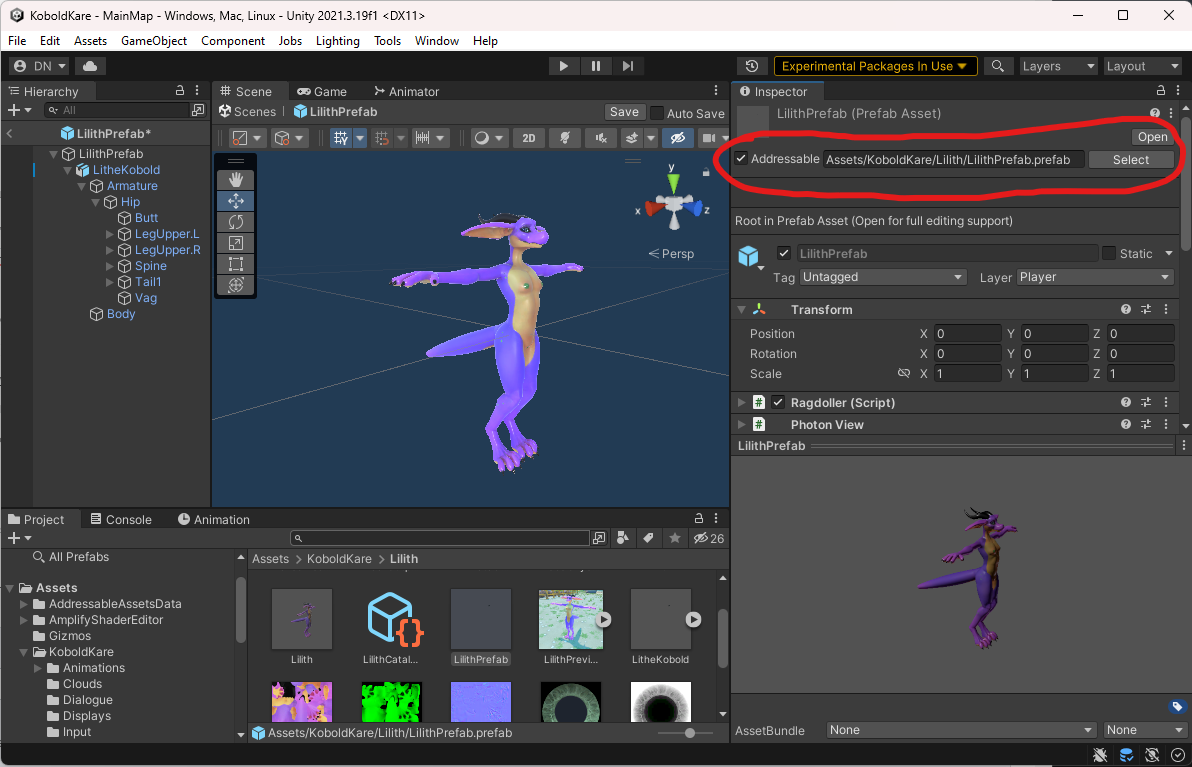 KoboldKare - MainMap - Windows, Mac, Linux - Unity 2021.3.19f1 <DX11>
File Edit Assets GameObject Component Jobs Lighting Tools Window Help
DN Experimental Packages In Use Layers Layout
Hierarchy
All
LilithPrefab*
LilithPrefab
LitheKobold
Armature
Hip
Butt
LegUpper.L
LegUpper.R
Spine
Tail1
Vag
Body
Scene Game Animator
Scenes LilithPrefab Save Auto Save
2D
y
x z
Persp
Inspector
LilithPrefab (Prefab Asset)
Open
Addressable Assets/KoboldKare/Lilith/LilithPrefab.prefab Select
Root in Prefab Asset (Open for full editing support)
LilithPrefab Static
Tag Untagged Layer Player
Transform
Position X 0 Y 0 Z 0
Rotation X 0 Y 0 Z 0
Scale X 1 Y 1 Z 1
# Ragdoller (Script)
# Photon View
LilithPrefab
AssetBundle None None
Project Console Animation
26
All Prefabs
Assets
AddressableAssetsData
AmplifyShaderEditor
Gizmos
KoboldKare
Animations
Clouds
Dialogue
Displays
Input
Assets > KoboldKare > Lilith
Lilith LilithCatal... LilithPrefab LilithPrevi... LitheKobold
Assets/KoboldKare/Lilith/LilithPrefab.prefab